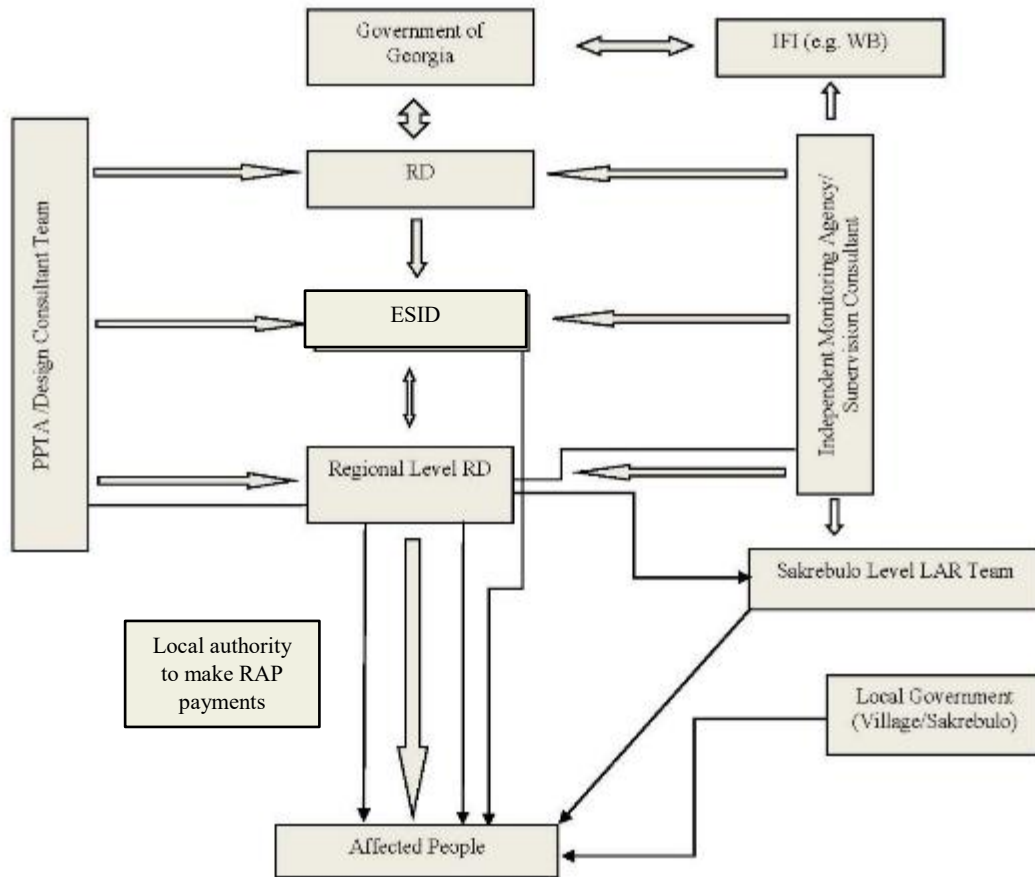 Government of
Georgia
IFI (e.g. WB)
RD
PPTA /Design Consultant Team
Independent Monitoring Agency/
Supervision Consultant
ESID
Regional Level RD
Sakrebulo Level LAR Team
Local authority
to make RAP
payments
Local Government
(Village/Sakrebulo)
Affected People